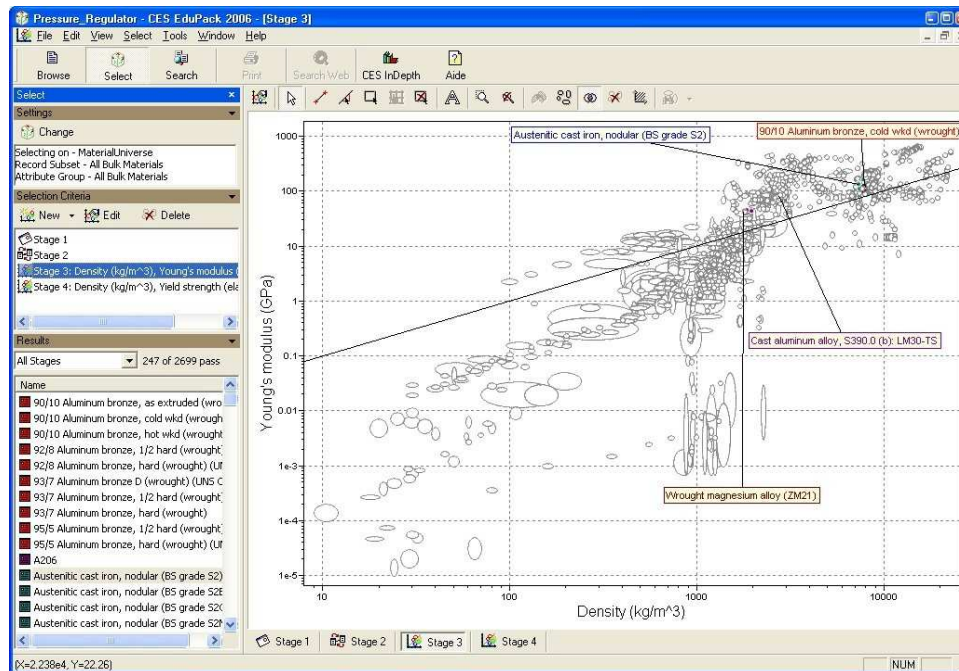 Pressure_Regulator - CES EduPack 2006 - [Stage 3]
File Edit View Select Tools Window Help
Browse Select Search Print Search Web CES InDepth Aide
Select
Settings
Change
Selecting on - MaterialUniverse
Record Subset - All Bulk Materials
Attribute Group - All Bulk Materials
Selection Criteria
New Edit Delete
Stage 1
Stage 2
Stage 3: Density (kg/m^3), Young's modulus (
Stage 4: Density (kg/m^3), Yield strength (ela
Results
All Stages 247 of 2699 pass
Name
90/10 Aluminum bronze, as extruded (wro
90/10 Aluminum bronze, cold wkd (wrough
90/10 Aluminum bronze, hot wkd (wrought
92/8 Aluminum bronze, 1/2 hard (wrought)
92/8 Aluminum bronze, hard (wrought) (UN
93/7 Aluminum bronze D (wrought) (UNS C
93/7 Aluminum bronze, 1/2 hard (wrought)
93/7 Aluminum bronze, hard (wrought)
95/5 Aluminum bronze, 1/2 hard (wrought)
95/5 Aluminum bronze, hard (wrought) (U
A206
Austenitic cast iron, nodular (BS grade S2)
Austenitic cast iron, nodular (BS grade S2
Austenitic cast iron, nodular (BS grade S2
Austenitic cast iron, nodular (BS grade S2
Austenitic cast iron, nodular (BS grade S2)
90/10 Aluminum bronze, cold wkd (wrought)
Cast aluminum alloy, S390.0 (b): LM30-TS
Wrought magnesium alloy (ZM21)
Young's modulus (GPa)
1000
100
10
1
0.1
0.01
1e-3
1e-4
1e-5
10 100 1000 10000
Density (kg/m^3)
Stage 1 Stage 2 Stage 3 Stage 4
(X=2.238e4, Y=22.26)
NUM